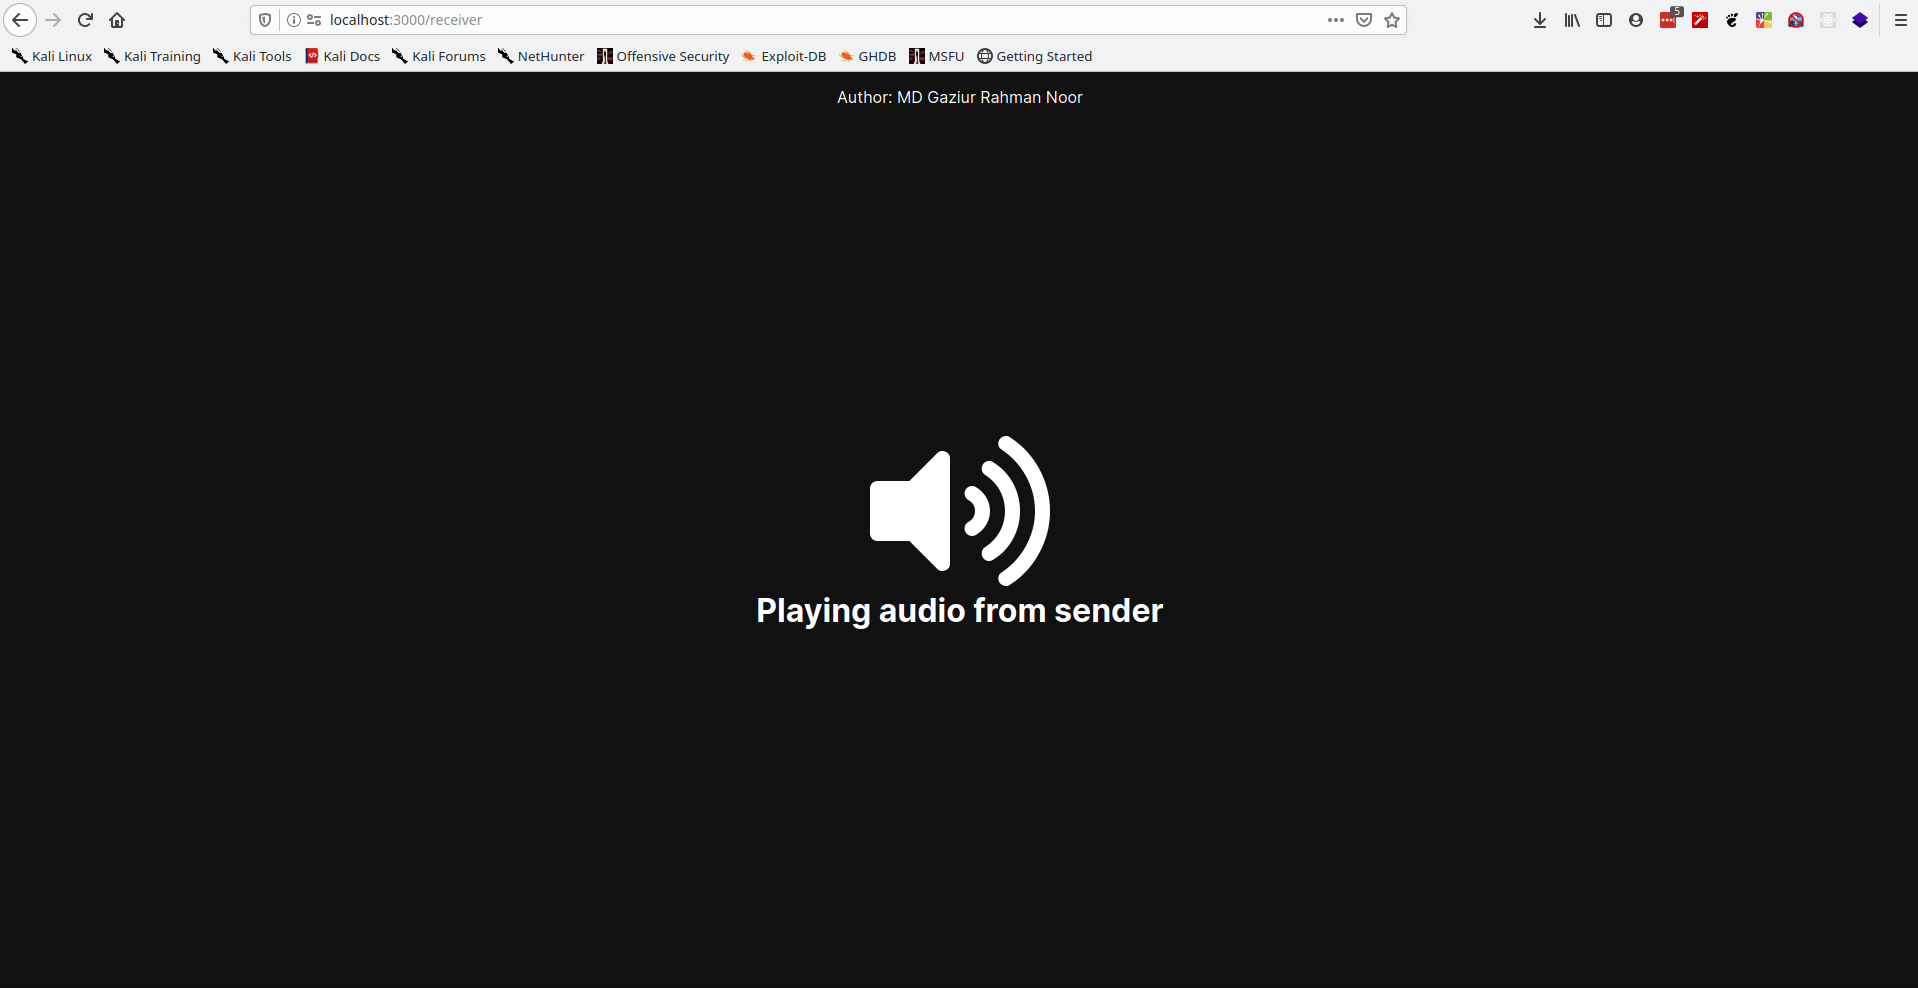 localhost:3000/receiver
5
Kali Linux Kali Training Kali Tools Kali Docs Kali Forums NetHunter Offensive Security Exploit-DB GHDB MSFU Getting Started
Author: MD Gaziur Rahman Noor
Playing audio from sender